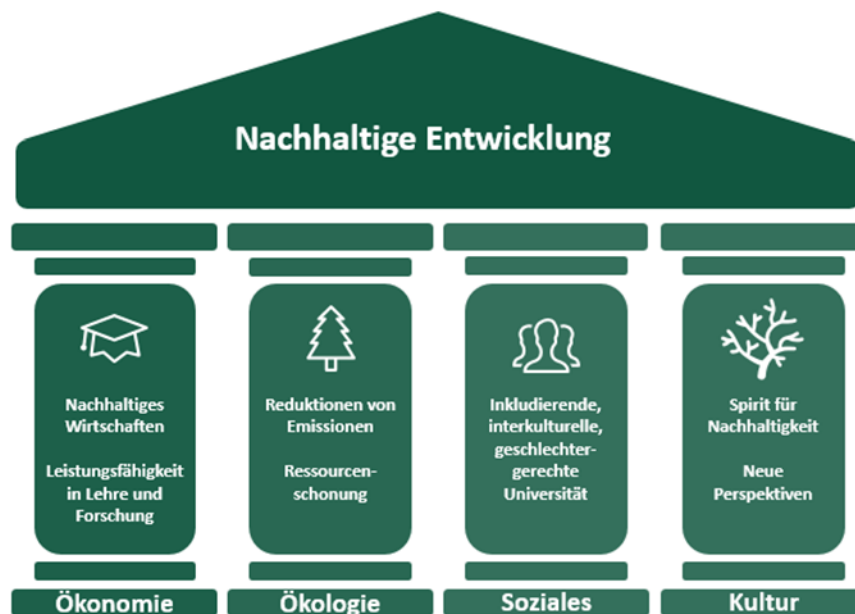 Nachhaltige Entwicklung
Nachhaltiges
Wirtschaften
Leistungsfähigkeit
in Lehre und
Forschung
Ökonomie
Reduktionen von
Emissionen
Ressourcen-
schonung
Ökologie
Inkludierende,
interkulturelle,
geschlechter-
gerechte
Universität
Soziales
Spirit für
Nachhaltigkeit
Neue
Perspektiven
Kultur